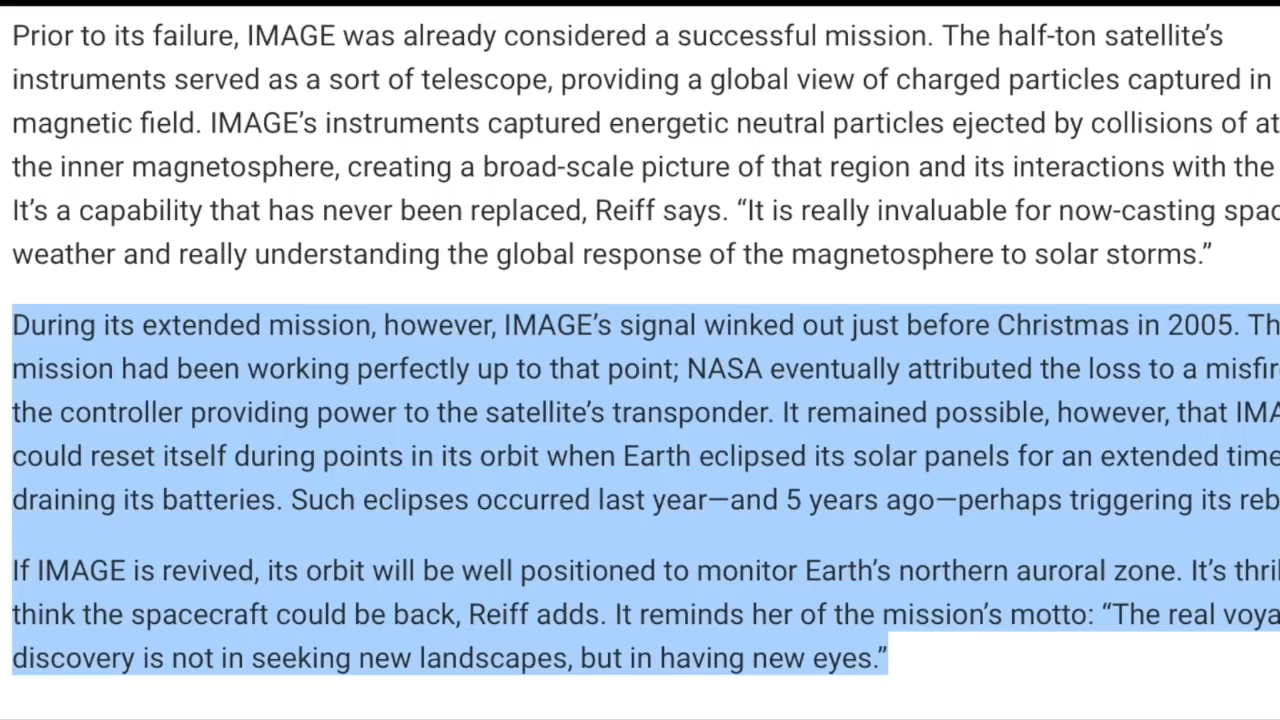 Prior to its failure, IMAGE was already considered a successful mission. The half-ton satellite’s
instruments served as a sort of telescope, providing a global view of charged particles captured in
magnetic field. IMAGE’s instruments captured energetic neutral particles ejected by collisions of at
the inner magnetosphere, creating a broad-scale picture of that region and its interactions with the
It’s a capability that has never been replaced, Reiff says. “It is really invaluable for now-casting spac
weather and really understanding the global response of the magnetosphere to solar storms.”
During its extended mission, however, IMAGE’s signal winked out just before Christmas in 2005. Th
mission had been working perfectly up to that point; NASA eventually attributed the loss to a misfir
the controller providing power to the satellite’s transponder. It remained possible, however, that IMA
could reset itself during points in its orbit when Earth eclipsed its solar panels for an extended time
draining its batteries. Such eclipses occurred last year—and 5 years ago—perhaps triggering its reb
If IMAGE is revived, its orbit will be well positioned to monitor Earth’s northern auroral zone. It’s thril
think the spacecraft could be back, Reiff adds. It reminds her of the mission’s motto: “The real voya
discovery is not in seeking new landscapes, but in having new eyes.”